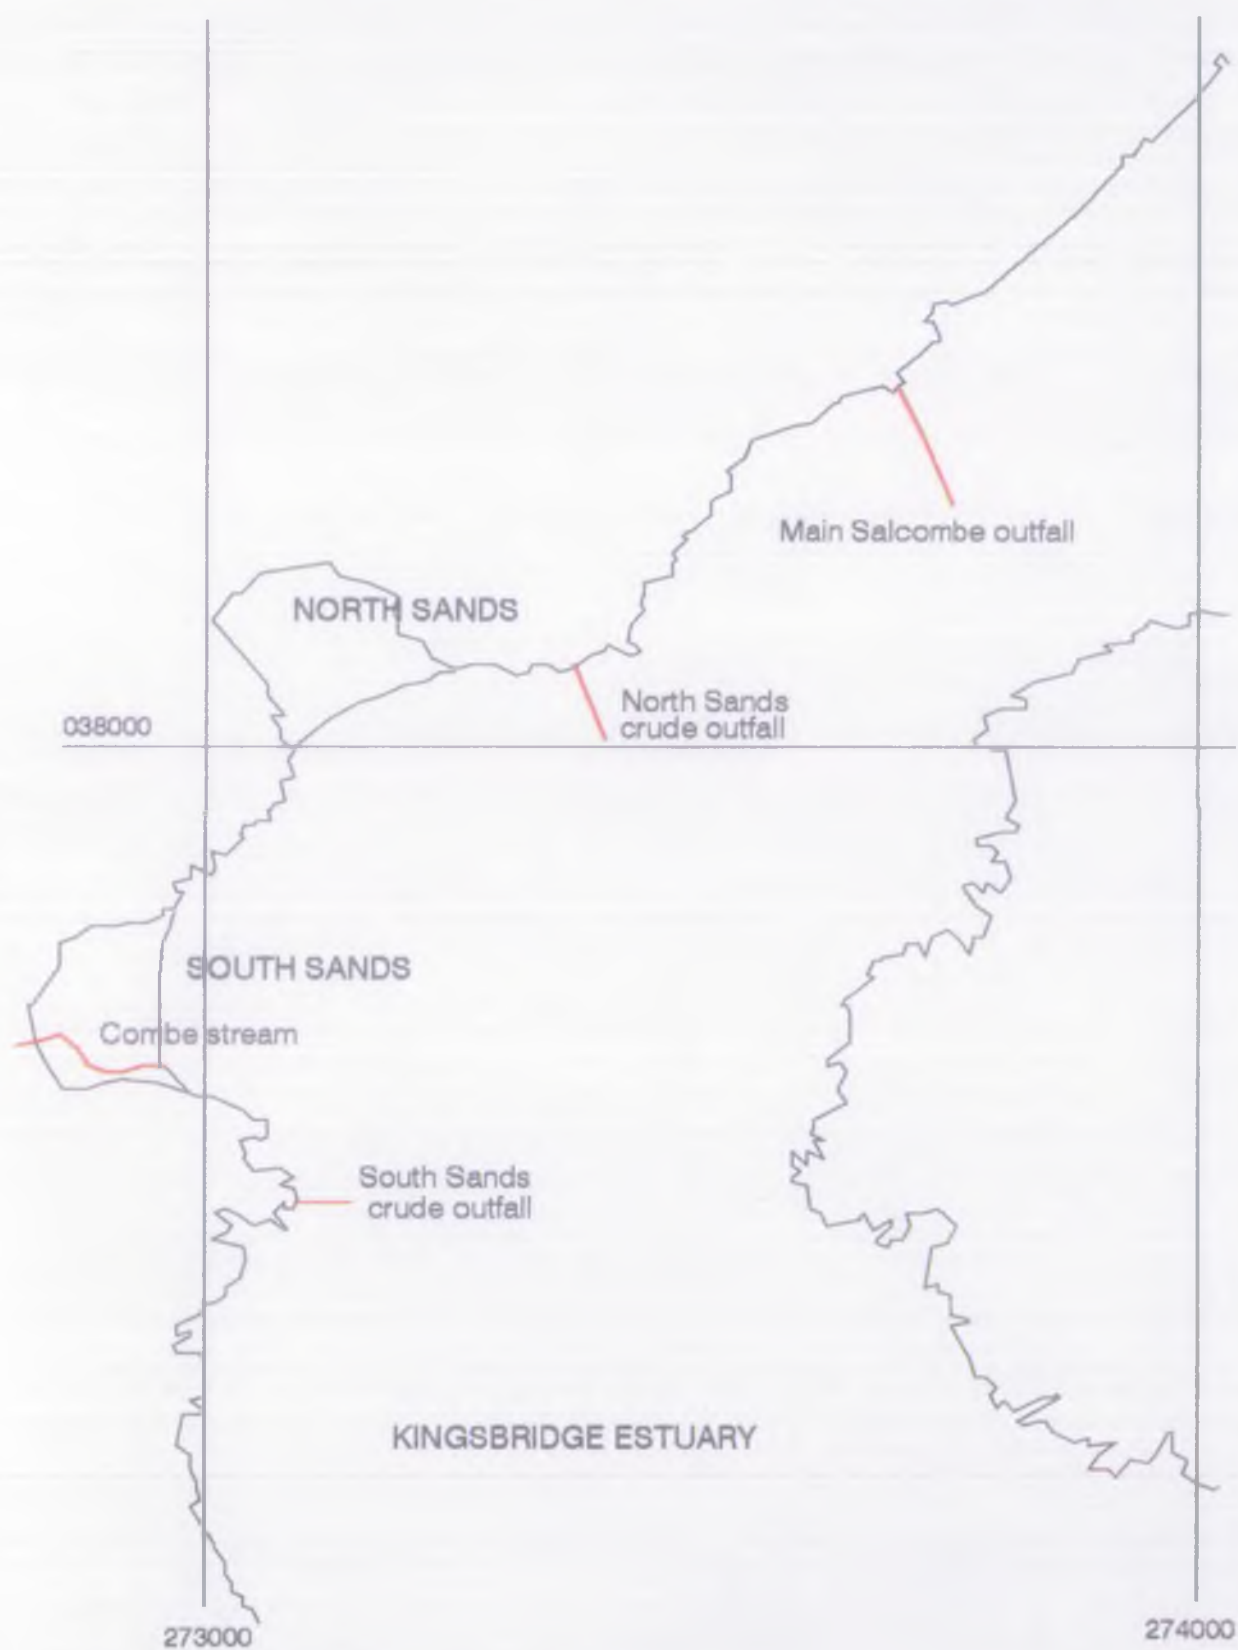 Main Salcombe outfall
NORTH SANDS
North Sands
crude outfall
038000
SOUTH SANDS
Combe stream
South Sands
crude outfall
KINGSBRIDGE ESTUARY
273000
274000